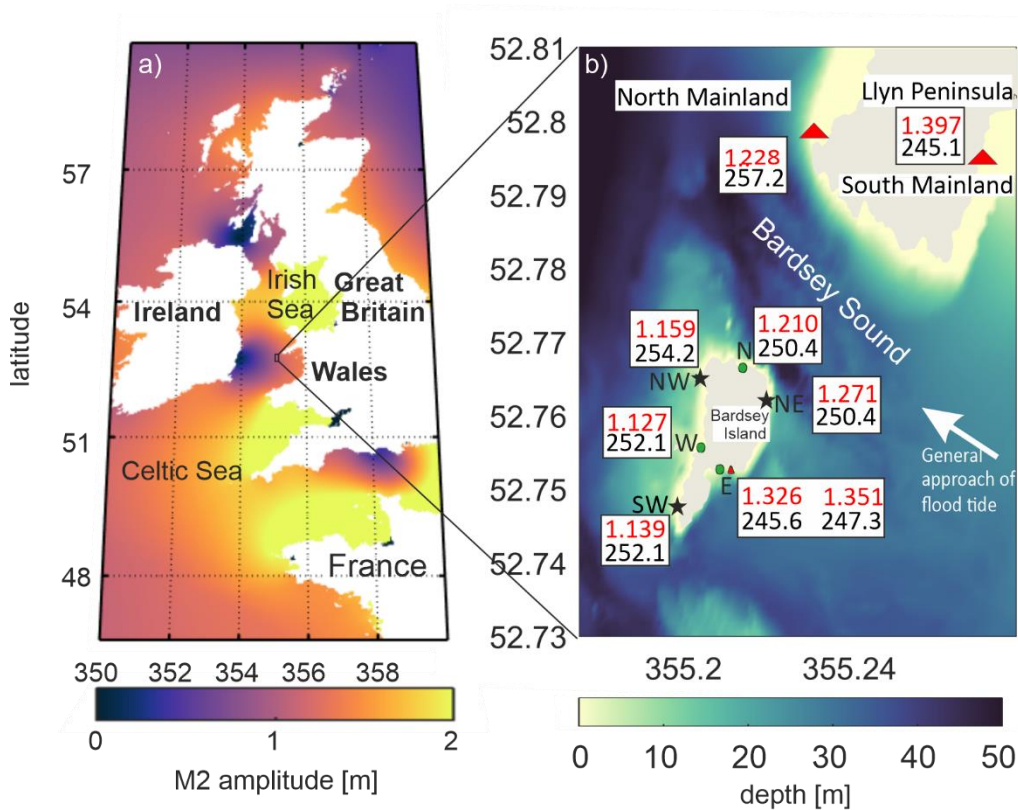 a)
57
54
51
48
latitude
Irish
Sea
Great
Britain
Ireland
Wales
Celtic Sea
France
350 352 354 356 358
0 1 2
M2 amplitude [m]
b)
52.81
52.8
52.79
52.78
52.77
52.76
52.75
52.74
52.73
North Mainland
1.228
257.2
Llyn Peninsula
1.397
245.1
South Mainland
Bardsey Sound
1.159
254.2
NW
1.210
250.4
N
NE
1.271
250.4
Bardsey
Island
1.127
252.1
W
E
1.326 1.351
245.6 247.3
SW
1.139
252.1
General
approach of
flood tide
355.2 355.24
0 10 20 30 40 50
depth [m]